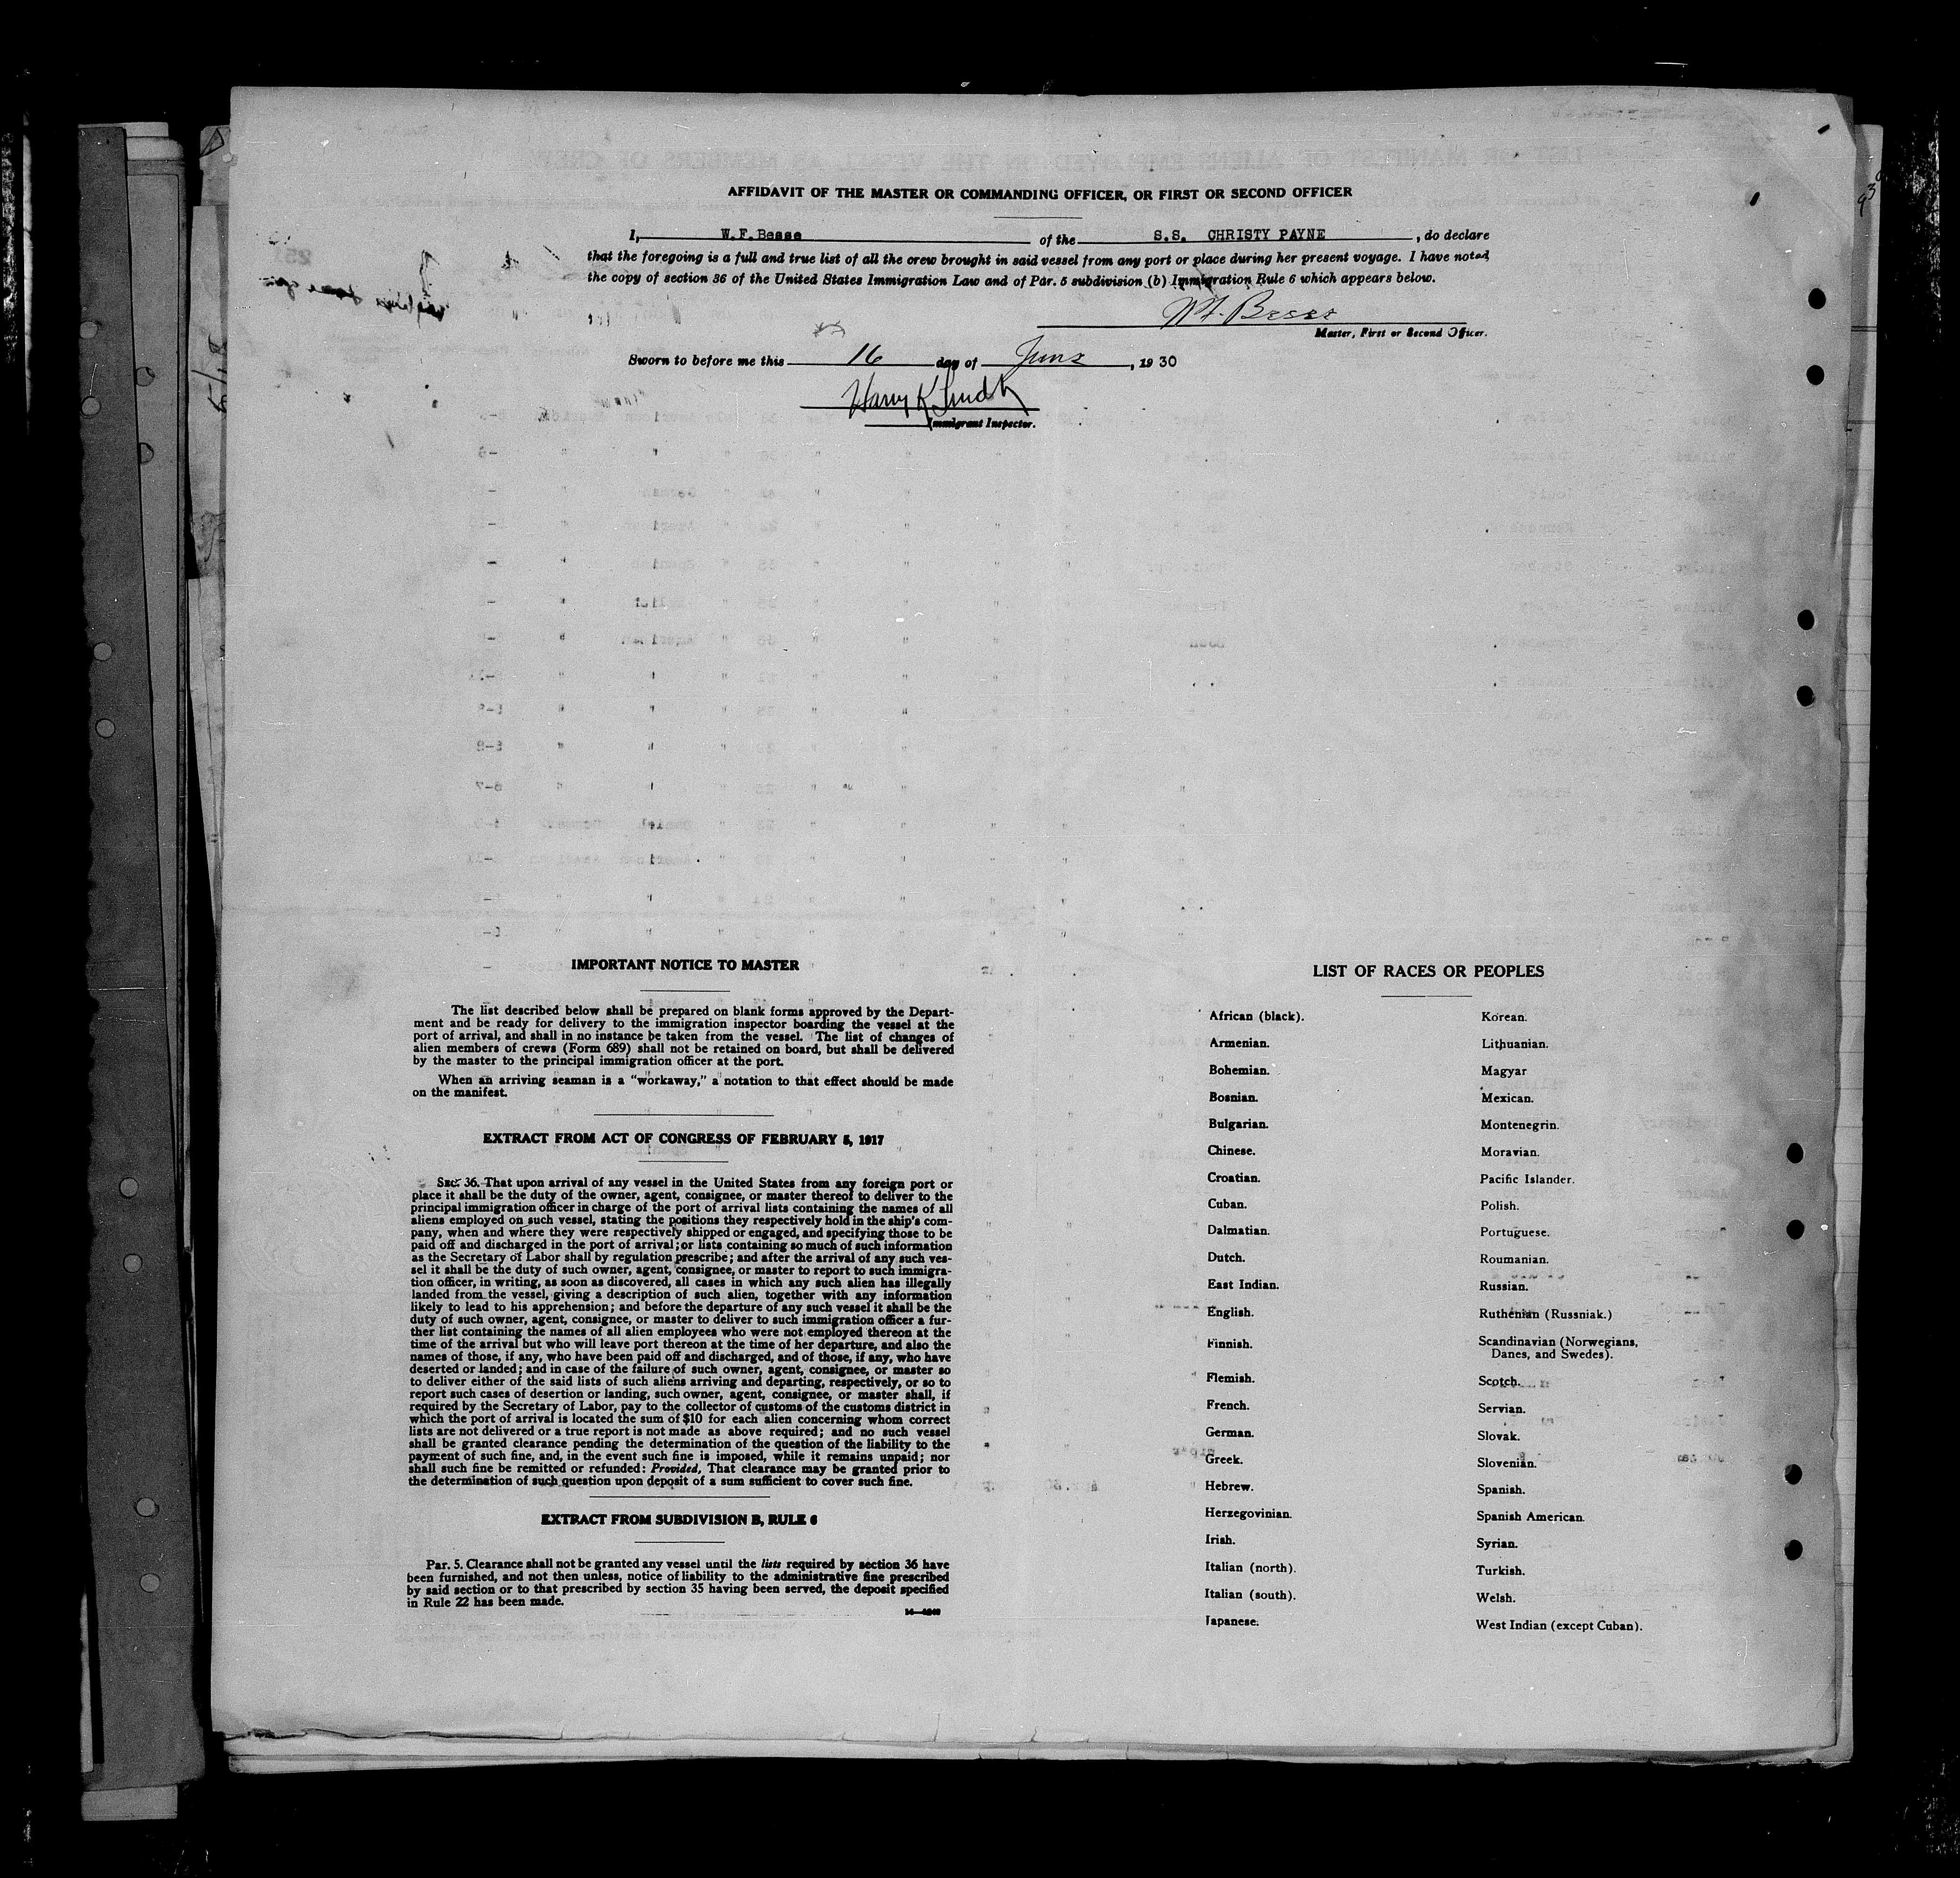 AFFIDAVIT OF THE MASTER OR COMMANDING OFFICER, OR FIRST OR SECOND OFFICER
I, W.F.Besse of the S.S. CHRISTY PAYNE, do declare
that the foregoing is a full and true list of all the crew brought in said vessel from any port or place during her present voyage. I have noted
the copy of section 36 of the United States Immigration Law and of Par. 5 subdivision (b) Immigration Rule 6 which appears below.
W.F. Besse
Master, First or Second Officer.
Sworn to before me this 16 day of June, 1930
Harry K
Immigrant Inspector.
IMPORTANT NOTICE TO MASTER
The list described below shall be prepared on blank forms approved by the Depart-
ment and be ready for delivery to the immigration inspector boarding the vessel at the
port of arrival, and shall in no instance be taken from the vessel. The list of changes of
alien members of crews (Form 689) shall not be retained on board, but shall be delivered
by the master to the principal immigration officer at the port.
When an arriving seaman is a "workaway," a notation to that effect should be made
on the manifest.
EXTRACT FROM ACT OF CONGRESS OF FEBRUARY 5, 1917
SEC. 36. That upon arrival of any vessel in the United States from any foreign port or
place it shall be the duty of the owner, agent, consignee, or master thereof to deliver to the
principal immigration officer in charge of the port of arrival lists containing the names of all
aliens employed on such vessel, stating the positions they respectively hold in the ship's com-
pany, when and where they were respectively shipped or engaged, and specifying those to be
paid off and discharged in the port of arrival; or lists containing so much of such information
as the Secretary of Labor shall by regulation prescribe; and after the arrival of any such ves-
sel it shall be the duty of such owner, agent, consignee, or master to report to such immigra-
tion officer, in writing, as soon as discovered, all cases in which any such alien has illegally
landed from the vessel, giving a description of such alien, together with any information
likely to lead to his apprehension; and before the departure of any such vessel it shall be the
duty of such owner, agent, consignee, or master to deliver to such immigration officer a fur-
ther list containing the names of all alien employees who were not employed thereon at the
time of the arrival but who will leave port thereon at the time of her departure, and also the
names of those, if any, who have been paid off and discharged, and of those, if any, who have
deserted or landed; and in case of the failure of such owner, agent, consignee, or master so
to deliver either of the said lists of such aliens arriving and departing, respectively, or so to
report such cases of desertion or landing, such owner, agent, consignee, or master shall, if
required by the Secretary of Labor, pay to the collector of customs of the customs district in
which the port of arrival is located the sum of $10 for each alien concerning whom correct
lists are not delivered or a true report is not made as above required; and no such vessel
shall be granted clearance pending the determination of the question of the liability to the
payment of such fine, and, in the event such fine is imposed, while it remains unpaid; nor
shall such fine be remitted or refunded: Provided, That clearance may be granted prior to
the determination of such question upon deposit of a sum sufficient to cover such fine.
EXTRACT FROM SUBDIVISION B, RULE 6
Par. 5. Clearance shall not be granted any vessel until the lists required by section 36 have
been furnished, and not then unless, notice of liability to the administrative fine prescribed
by said section or to that prescribed by section 35 having been served, the deposit specified
in Rule 22 has been made.
LIST OF RACES OR PEOPLES
African (black).
Armenian.
Bohemian.
Bosnian.
Bulgarian.
Chinese.
Croatian.
Cuban.
Dalmatian.
Dutch.
East Indian.
English.
Finnish.
Flemish.
French.
German.
Greek.
Hebrew.
Herzegovinian.
Irish.
Italian (north).
Italian (south).
Japanese.
Korean.
Lithuanian.
Magyar
Mexican.
Montenegrin.
Moravian.
Pacific Islander.
Polish.
Portuguese.
Roumanian.
Russian.
Ruthenian (Russniak.)
Scandinavian (Norwegians,
Danes, and Swedes).
Scotch.
Servian.
Slovak.
Slovenian.
Spanish.
Spanish American.
Syrian.
Turkish.
Welsh.
West Indian (except Cuban).